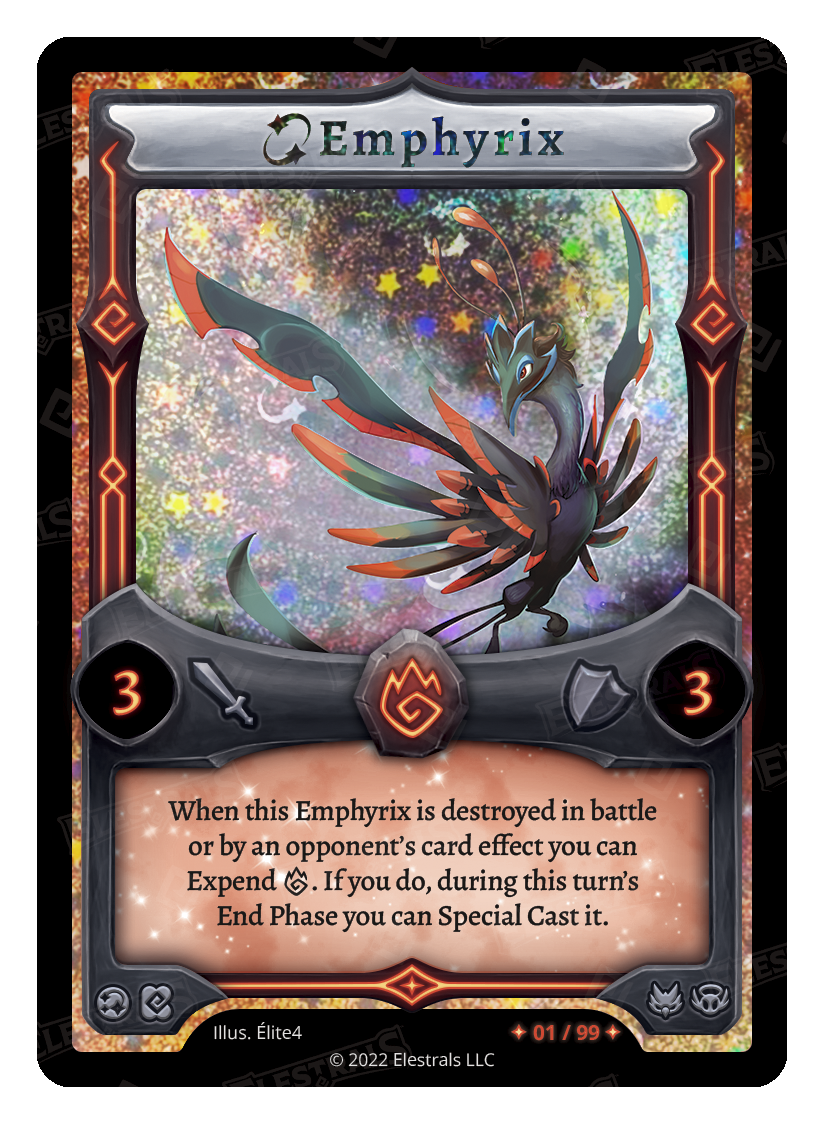 Emphyrix
3
3
When this Emphyrix is destroyed in battle
or by an opponent's card effect you can
Expend . If you do, during this turn's
End Phase you can Special Cast it.
Illus. Élite4
01 / 99
© 2022 Elestrals LLC
ELESTRALS